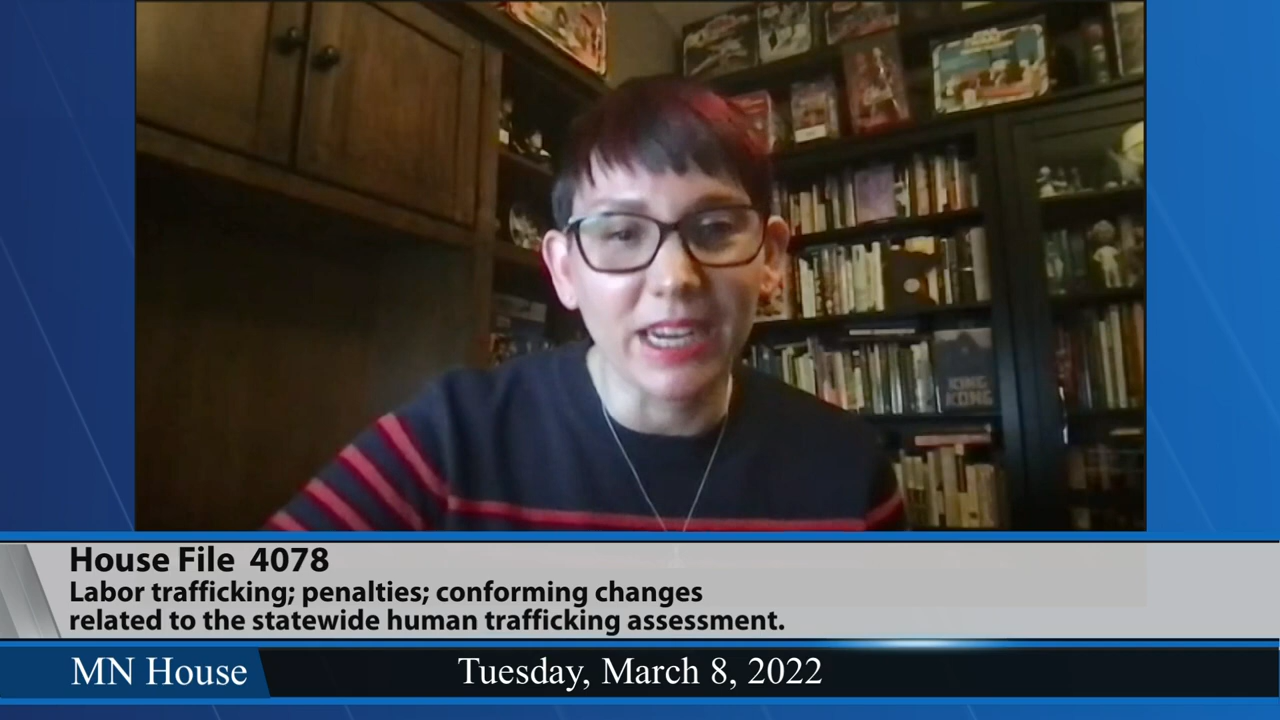 KING
KONG
House File 4078
Labor trafficking; penalties; conforming changes
related to the statewide human trafficking assessment.
MN House
Tuesday, March 8, 2022